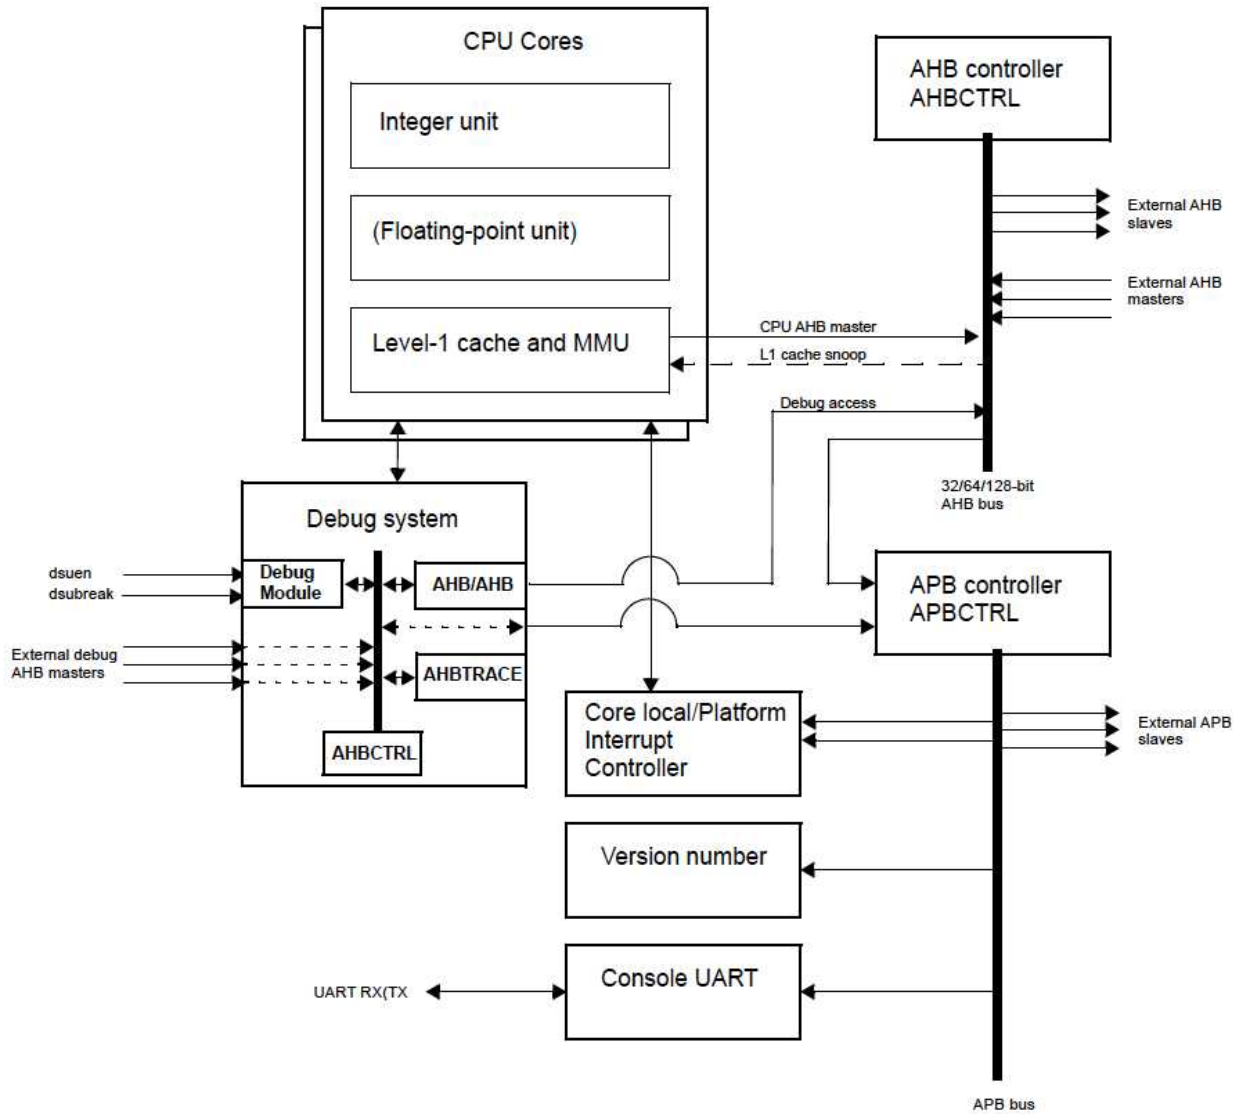 CPU Cores
Integer unit
(Floating-point unit)
Level-1 cache and MMU
AHB controller
AHBCTRL
External AHB
slaves
External AHB
masters
CPU AHB master
L1 cache snoop
Debug access
32/64/128-bit
AHB bus
Debug system
dsuen
dsubreak
Debug
Module
AHB/AHB
External debug
AHB masters
AHBTRACE
AHBCTRL
APB controller
APBCTRL
Core local/Platform
Interrupt
Controller
External APB
slaves
Version number
Console UART
UART RX(TX
APB bus